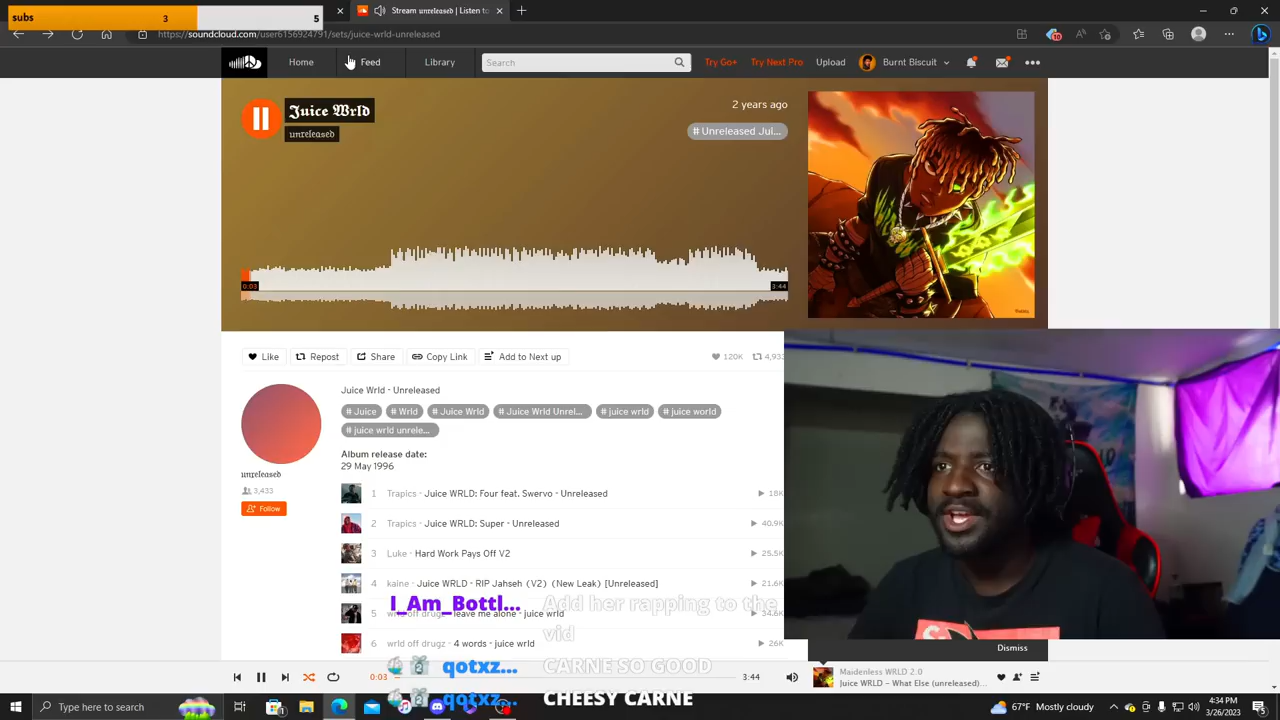 subs 3 5
Stream unreleased | Listen to
https://soundcloud.com/user6156924791/sets/juice-wrld-unreleased
Home Feed Library Search Try Go+ Try Next Pro Upload Burnt Biscuit
Juice Wrld
unreleased
2 years ago
# Unreleased Jui...
0:03 3:44
Like Repost Share Copy Link Add to Next up 120K 4,933
Juice Wrld - Unreleased
# Juice # Wrld # Juice Wrld # Juice Wrld Unrel... # juice wrld # juice world
# juice wrld unrele...
Album release date:
29 May 1996
unreleased
3,433
Follow
1 Trapics - Juice WRLD: Four feat. Swervo - Unreleased 18K
2 Trapics - Juice WRLD: Super - Unreleased 40.9K
3 Luke - Hard Work Pays Off V2 25.5K
4 kaine - Juice WRLD - RIP Jahseh (V2) (New Leak) [Unreleased] 21.6K
5 wrld off drugz - leave me alone - juice wrld 34.6K
6 wrld off drugz - 4 words - juice wrld 26K
I_Am_Bottl... Add her rapping to the
vid
qotxz... CARNE SO GOOD
qotxz... CHEESY CARNE
Dismiss
0:03 3:44
Maidenless WRLD 2.0
Juice WRLD - What Else (unreleased)...
Type here to search
67°F Mostly cloudy
4:34 PM
3/26/2023